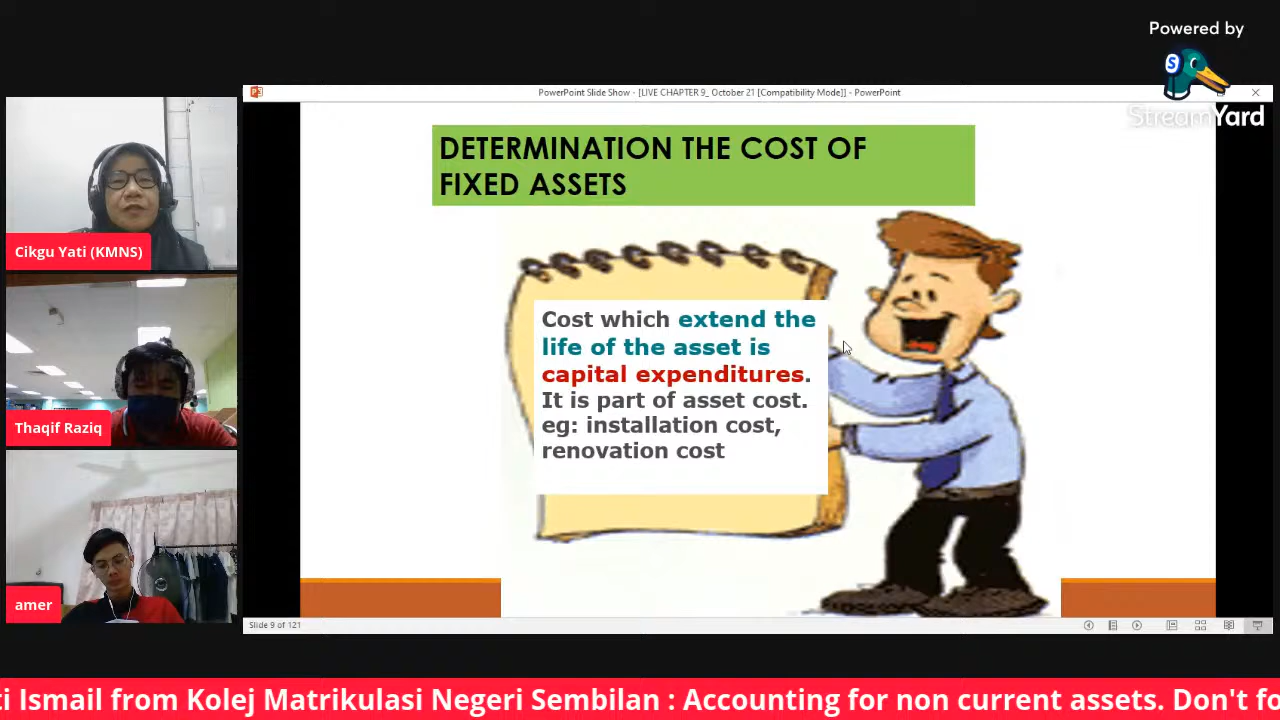 Powered by
S
StreamYard
PowerPoint Slide Show - [LIVE CHAPTER 9_ October 21 [Compatibility Mode]] - PowerPoint
DETERMINATION THE COST OF
FIXED ASSETS
Cost which extend the
life of the asset is
capital expenditures.
It is part of asset cost.
eg: installation cost,
renovation cost
Cikgu Yati (KMNS)
Thaqif Raziq
amer
Slide 9 of 121
ti Ismail from Kolej Matrikulasi Negeri Sembilan : Accounting for non current assets. Don't fo